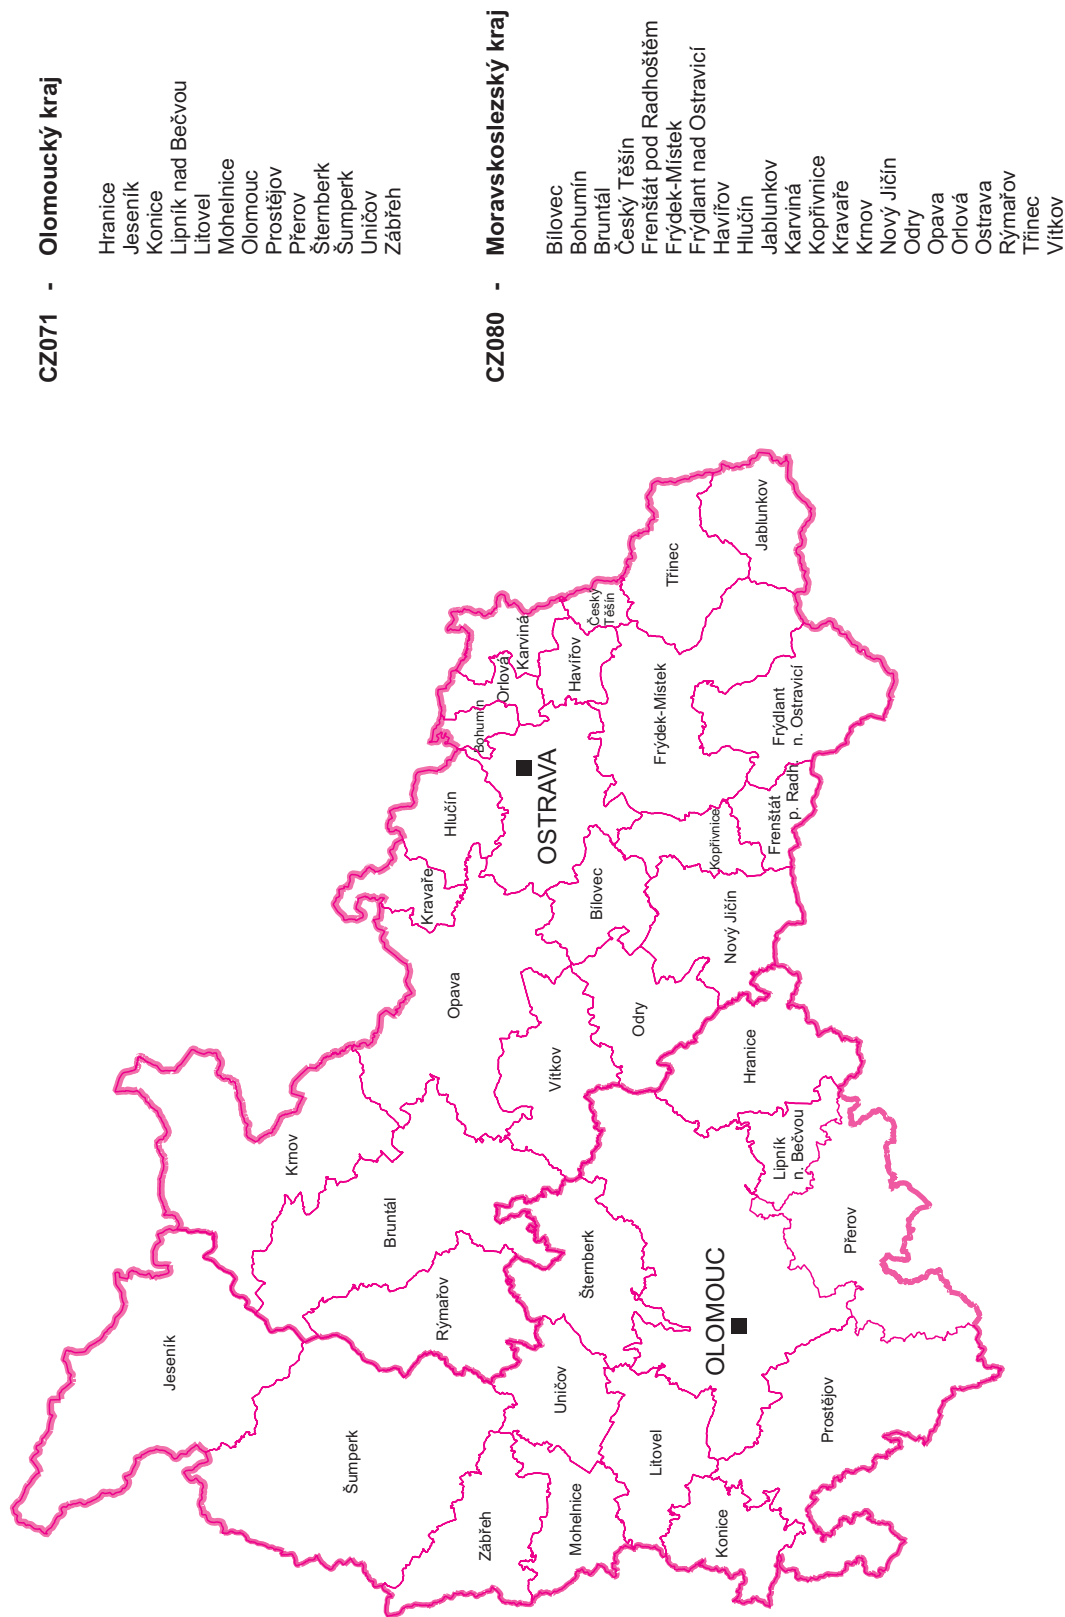 CZ071 - Olomoucký kraj
Hranice
Jeseník
Konice
Lipník nad Bečvou
Litovel
Mohelnice
Olomouc
Prostějov
Přerov
Šternberk
Šumperk
Uničov
Zábřeh
CZ080 - Moravskoslezský kraj
Bílovec
Bohumín
Bruntál
Český Těšín
Frenštát pod Radhoštěm
Frýdek-Místek
Frýdlant nad Ostravicí
Havířov
Hlučín
Jablunkov
Karviná
Kopřivnice
Kravaře
Krnov
Nový Jičín
Odry
Opava
Orlová
Ostrava
Rýmařov
Třinec
Vítkov
Jeseník
Šumperk
Zábřeh
Mohelnice
Konice
Litovel
Uničov
Rýmařov
Bruntál
Krnov
Šternberk
OLOMOUC
Prostějov
Přerov
Lipník
n. Bečvou
Hranice
Vítkov
Odry
Opava
Kravaře
Hlučín
Bílovec
Nový Jičín
Kopřivnice
Frenštát
p. Radh.
OSTRAVA
Bohumín
Orlová
Karviná
Havířov
Český
Těšín
Frýdek-Místek
Frýdlant
n. Ostravicí
Třinec
Jablunkov